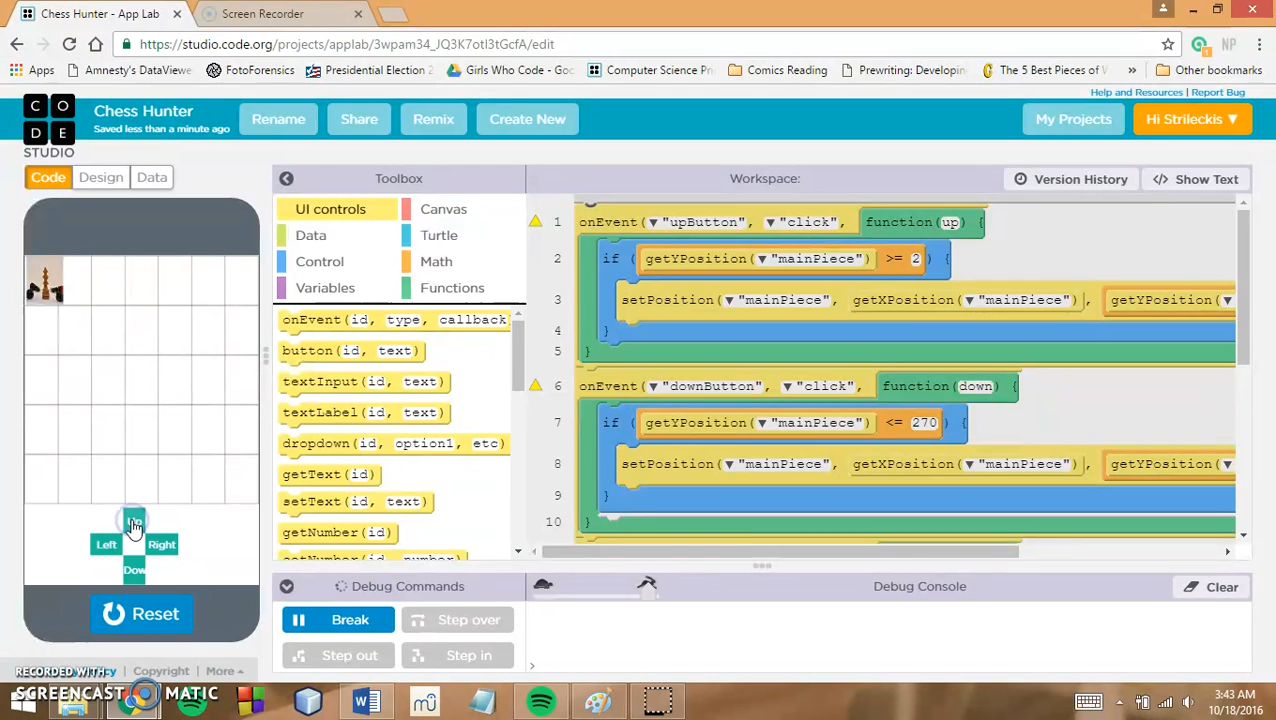 Chess Hunter - App Lab
Screen Recorder
https://studio.code.org/projects/applab/3wpam34_JQ3K7otI3tGcfA/edit
Apps
Amnesty's DataViewe
FotoForensics
Presidential Election 2
Girls Who Code - Goo
Computer Science Pri
Comics Reading
Prewriting: Developin
The 5 Best Pieces of V
Other bookmarks
Help and Resources | Report Bug
C O
D E
STUDIO
Chess Hunter
Saved less than a minute ago
Rename
Share
Remix
Create New
My Projects
Hi Strileckis ▼
Code
Design
Data
Toolbox
Workspace:
Version History
</> Show Text
UI controls
Canvas
Data
Turtle
Control
Math
Variables
Functions
onEvent(id, type, callback)
button(id, text)
textInput(id, text)
textLabel(id, text)
dropdown(id, option1, etc)
getText(id)
setText(id, text)
getNumber(id)
1 onEvent(▼"upButton", ▼"click", function(up) {
2 if (getYPosition(▼"mainPiece") >= 2) {
3 setPosition(▼"mainPiece", getXPosition(▼"mainPiece"), getYPosition(▼
4 }
5 }
6 onEvent(▼"downButton", ▼"click", function(down) {
7 if (getYPosition(▼"mainPiece") <= 270) {
8 setPosition(▼"mainPiece", getXPosition(▼"mainPiece"), getYPosition(▼
9 }
10 }
Left
Right
Dow
Reset
Debug Commands
Debug Console
Clear
Break
Step over
Step out
Step in
Copyright
More
RECORDED WITH
SCREENCAST MATIC
3:43 AM
10/18/2016